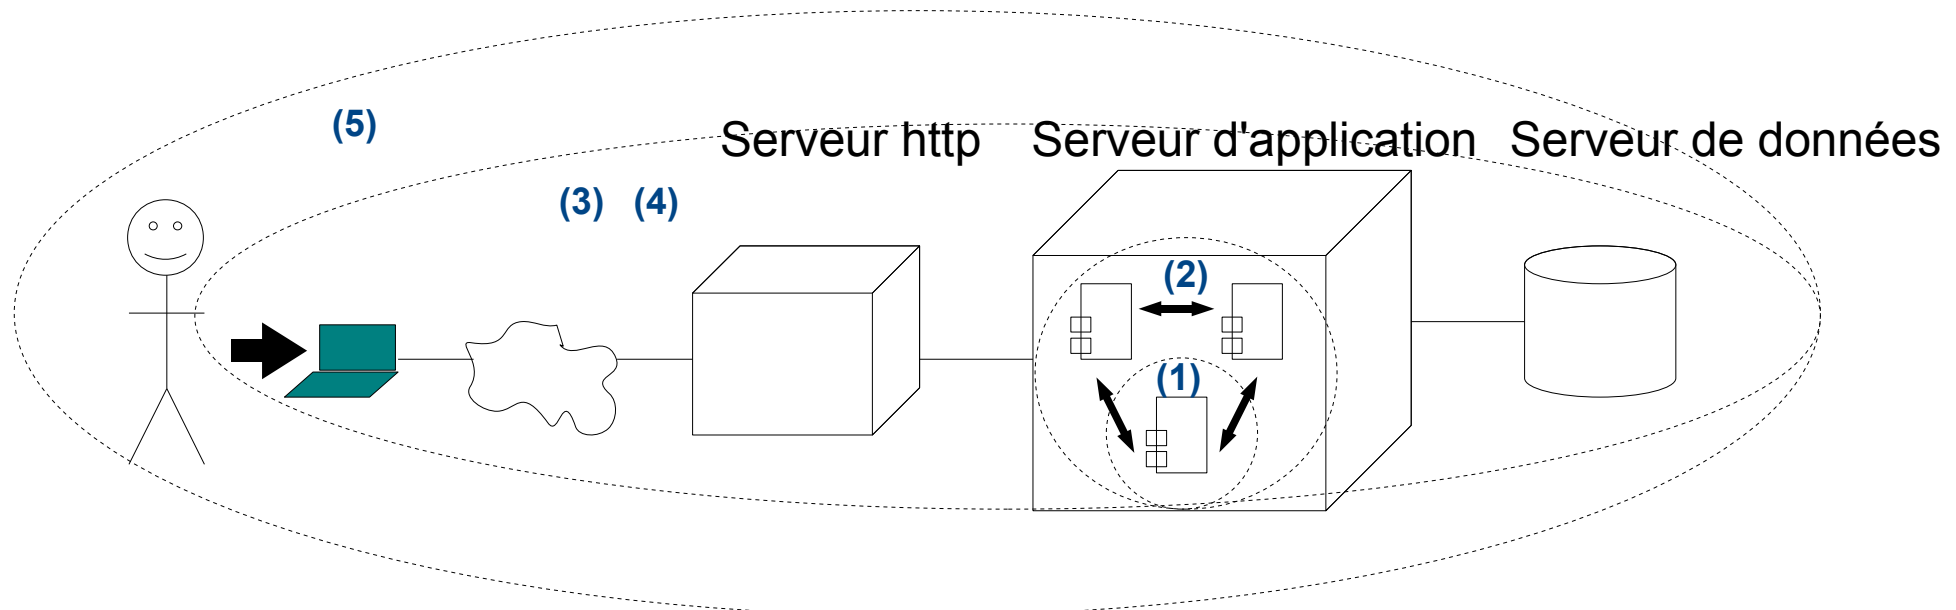 (5)
Serveur http Serveur d'application Serveur de données
(3) (4)
(2)
(1)